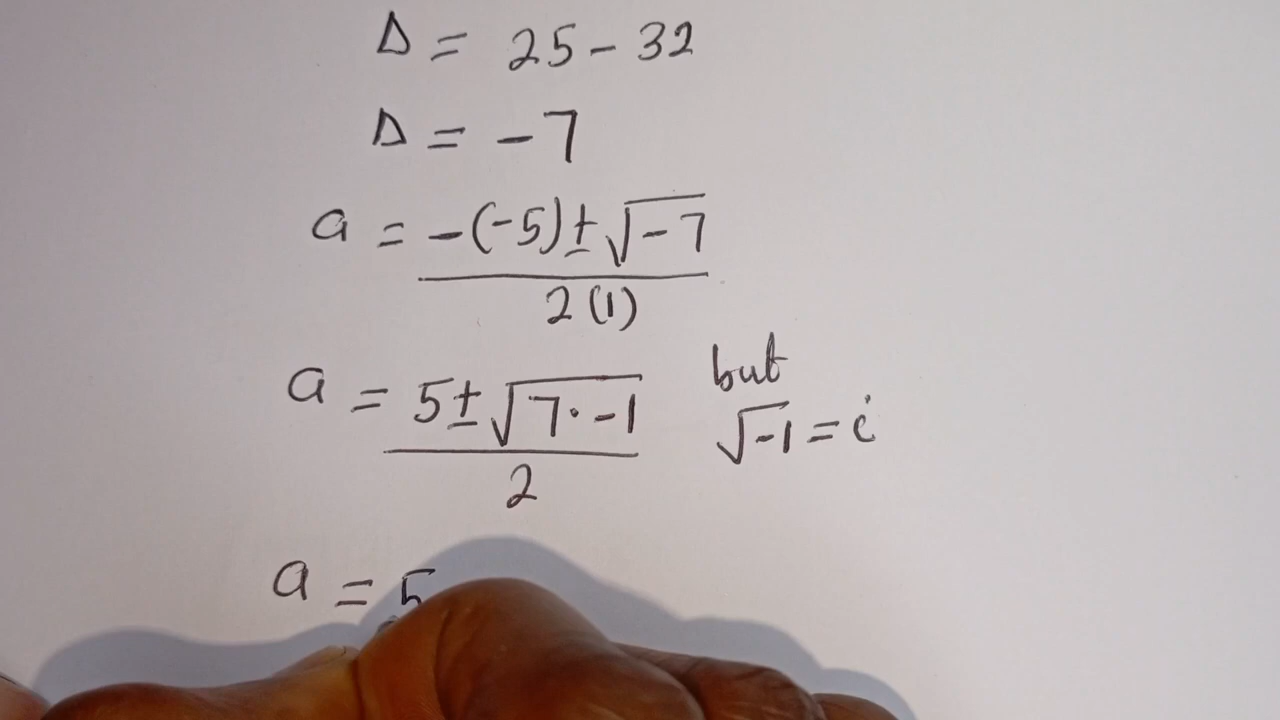 Δ = 25 - 32
Δ = -7
a = -(-5) ± √-7
2(1)
a = 5 ± √7·-1 but
2 √-1 = i
a = 5